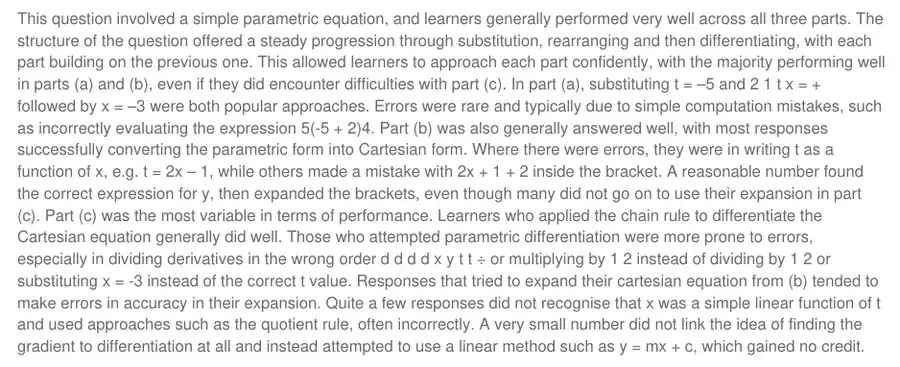 This question involved a simple parametric equation, and learners generally performed very well across all three parts. The
structure of the question offered a steady progression through substitution, rearranging and then differentiating, with each
part building on the previous one. This allowed learners to approach each part confidently, with the majority performing well
in parts (a) and (b), even if they did encounter difficulties with part (c). In part (a), substituting t = –5 and 2 1 t x = +
followed by x = –3 were both popular approaches. Errors were rare and typically due to simple computation mistakes, such
as incorrectly evaluating the expression 5(-5 + 2)4. Part (b) was also generally answered well, with most responses
successfully converting the parametric form into Cartesian form. Where there were errors, they were in writing t as a
function of x, e.g. t = 2x – 1, while others made a mistake with 2x + 1 + 2 inside the bracket. A reasonable number found
the correct expression for y, then expanded the brackets, even though many did not go on to use their expansion in part
(c). Part (c) was the most variable in terms of performance. Learners who applied the chain rule to differentiate the
Cartesian equation generally did well. Those who attempted parametric differentiation were more prone to errors,
especially in dividing derivatives in the wrong order d d d d x y t t ÷ or multiplying by 1 2 instead of dividing by 1 2 or
substituting x = -3 instead of the correct t value. Responses that tried to expand their cartesian equation from (b) tended to
make errors in accuracy in their expansion. Quite a few responses did not recognise that x was a simple linear function of t
and used approaches such as the quotient rule, often incorrectly. A very small number did not link the idea of finding the
gradient to differentiation at all and instead attempted to use a linear method such as y = mx + c, which gained no credit.